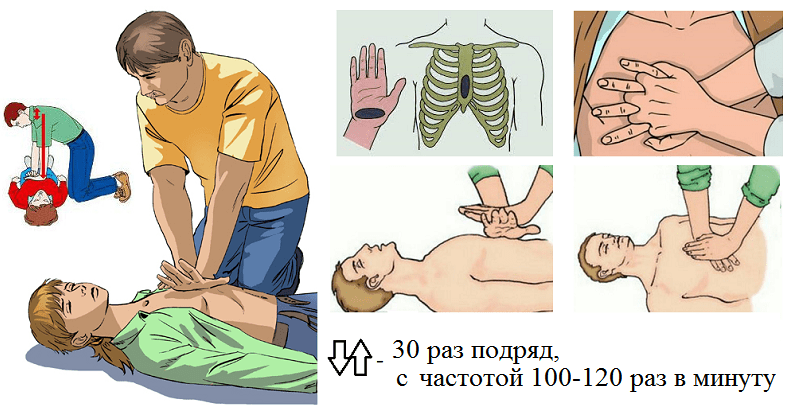 - 30 раз подряд,
с частотой 100-120 раз в минуту